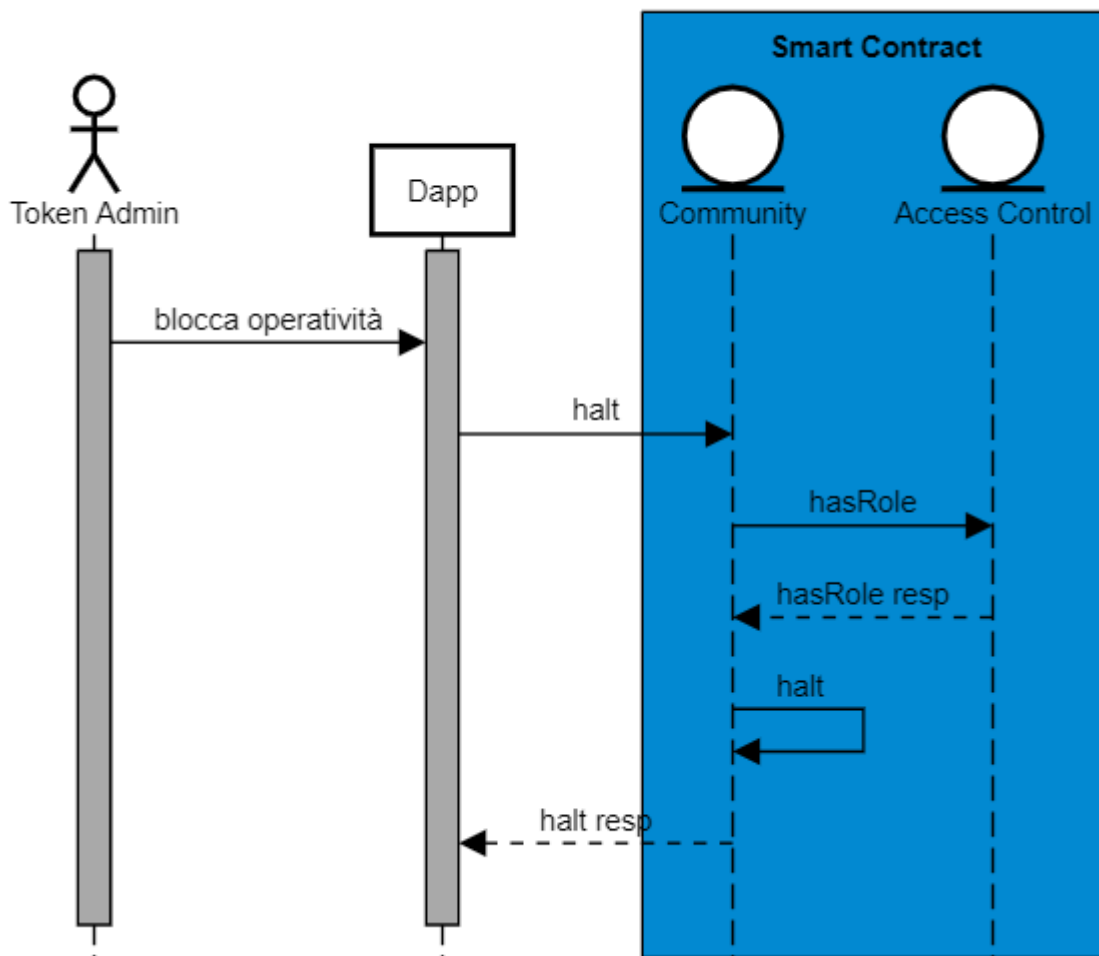 Smart Contract
Token Admin
Dapp
Community
Access Control
blocca operatività
halt
hasRole
hasRole resp
halt
halt resp